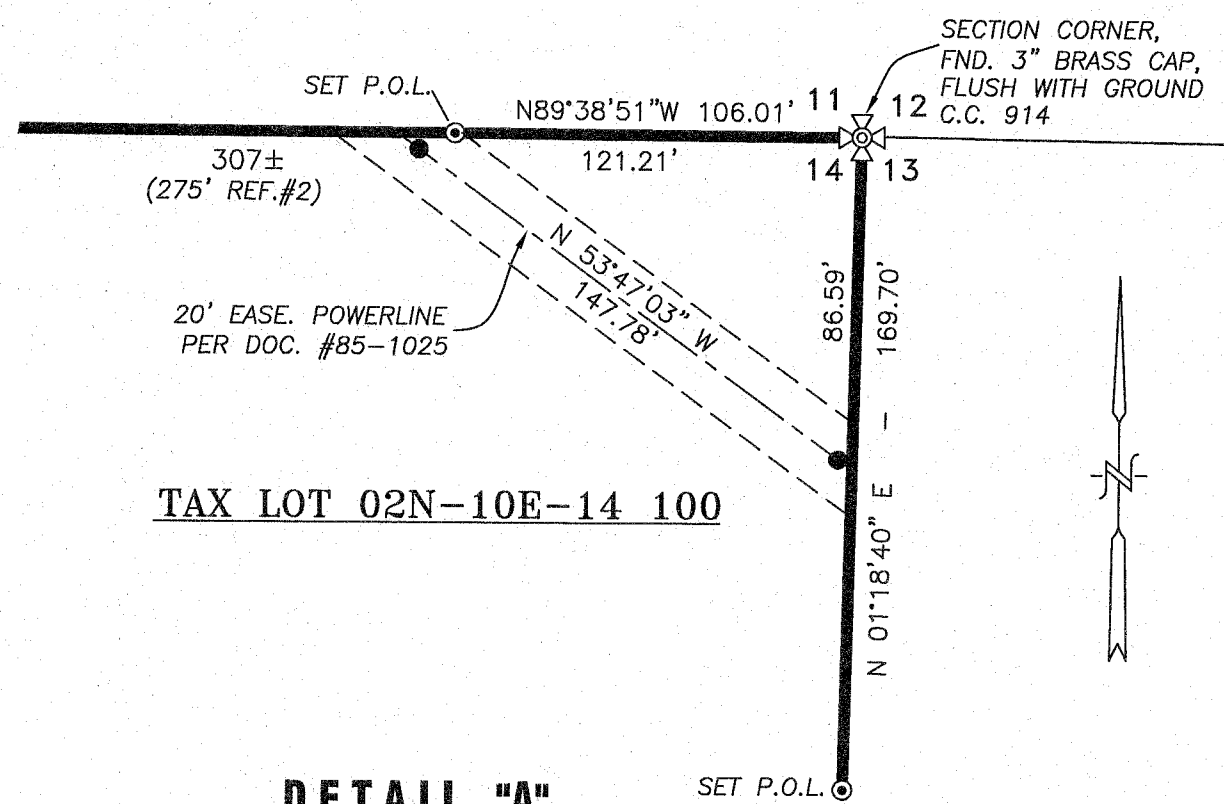 SECTION CORNER,
FND. 3" BRASS CAP,
FLUSH WITH GROUND
C.C. 914
SET P.O.L.
N89°38'51"W 106.01'
11
12
121.21'
14
13
307±
(275' REF.#2)
N 53°47'03" W
147.78'
86.59'
169.70'
20' EASE. POWERLINE
PER DOC. #85-1025
N 01°18'40" E -
N
TAX LOT 02N-10E-14 100
SET P.O.L.
DETAIL "A"